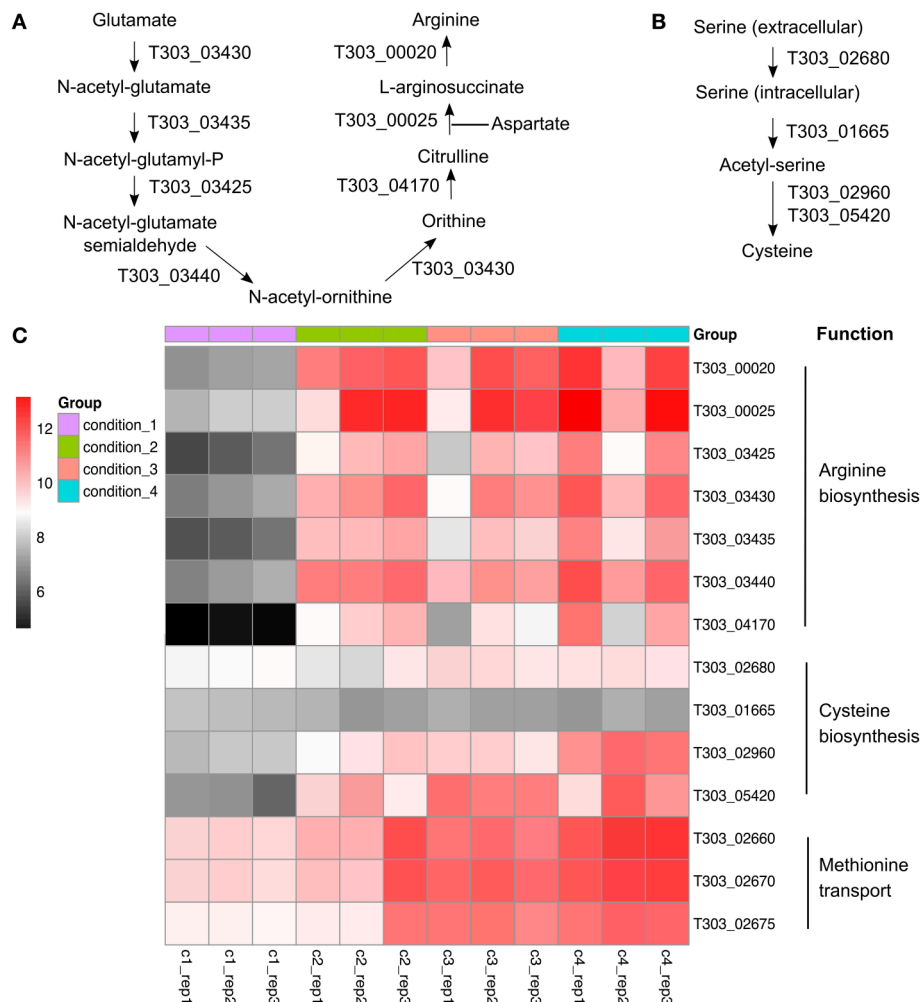 A
Glutamate
T303_03430
N-acetyl-glutamate
T303_03435
N-acetyl-glutamyl-P
T303_03425
N-acetyl-glutamate
semialdehyde
T303_03440
N-acetyl-ornithine
T303_03430
Orithine
T303_04170
Citrulline
T303_00025
Aspartate
L-arginosuccinate
T303_00020
Arginine
B
Serine (extracellular)
T303_02680
Serine (intracellular)
T303_01665
Acetyl-serine
T303_02960
T303_05420
Cysteine
C
Group
Function
12
10
8
6
Group
condition_1
condition_2
condition_3
condition_4
T303_00020
T303_00025
T303_03425
T303_03430
T303_03435
T303_03440
T303_04170
T303_02680
T303_01665
T303_02960
T303_05420
T303_02660
T303_02670
T303_02675
Arginine
biosynthesis
Cysteine
biosynthesis
Methionine
transport
c1_rep1
c1_rep2
c1_rep3
c2_rep1
c2_rep2
c2_rep3
c3_rep1
c3_rep2
c3_rep3
c4_rep1
c4_rep2
c4_rep3